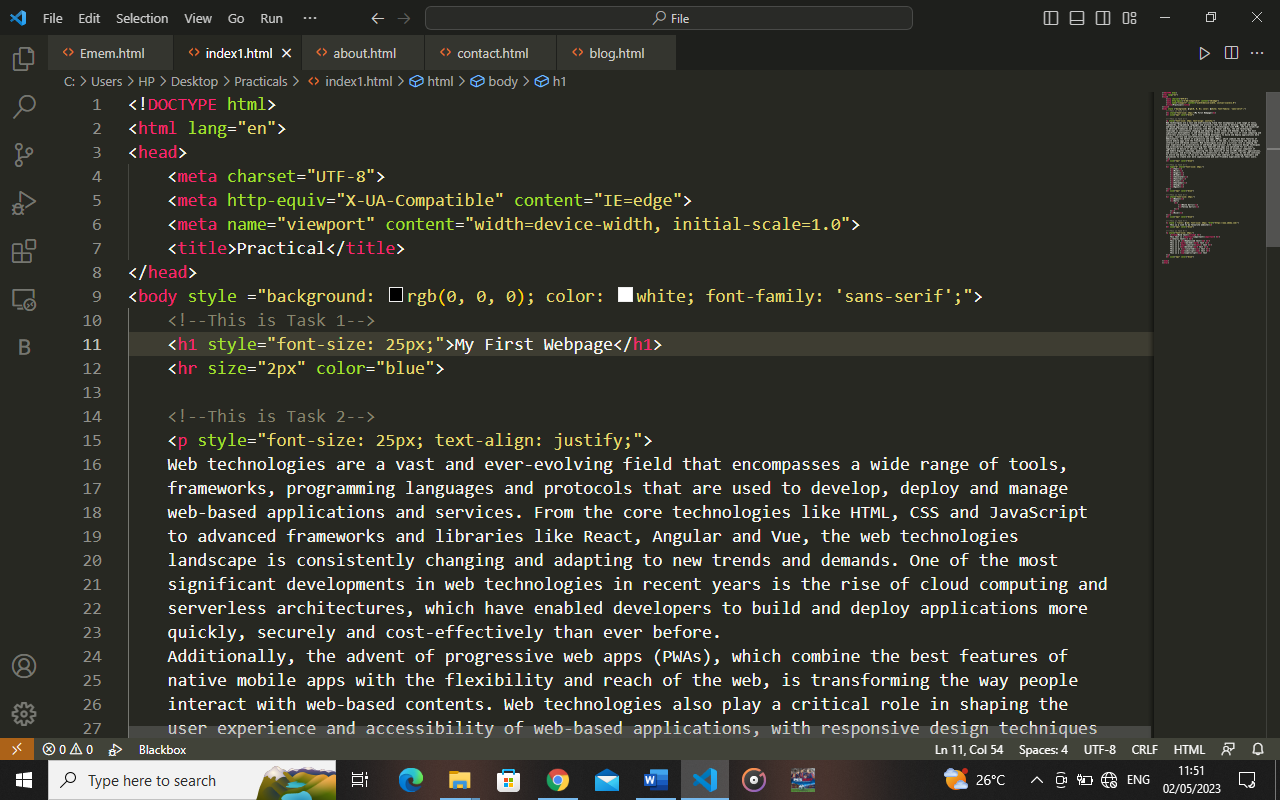 File Edit Selection View Go Run ··· File
Emem.html index1.html about.html contact.html blog.html
C: > Users > HP > Desktop > Practicals > index1.html > html > body > h1
1 <!DOCTYPE html>
2 <html lang="en">
3 <head>
4 <meta charset="UTF-8">
5 <meta http-equiv="X-UA-Compatible" content="IE=edge">
6 <meta name="viewport" content="width=device-width, initial-scale=1.0">
7 <title>Practical</title>
8 </head>
9 <body style ="background: rgb(0, 0, 0); color: white; font-family: 'sans-serif';">
10 <!--This is Task 1-->
11 <h1 style="font-size: 25px;">My First Webpage</h1>
12 <hr size="2px" color="blue">
13
14 <!--This is Task 2-->
15 <p style="font-size: 25px; text-align: justify;">
16 Web technologies are a vast and ever-evolving field that encompasses a wide range of tools,
17 frameworks, programming languages and protocols that are used to develop, deploy and manage
18 web-based applications and services. From the core technologies like HTML, CSS and JavaScript
19 to advanced frameworks and libraries like React, Angular and Vue, the web technologies
20 landscape is consistently changing and adapting to new trends and demands. One of the most
21 significant developments in web technologies in recent years is the rise of cloud computing and
22 serverless architectures, which have enabled developers to build and deploy applications more
23 quickly, securely and cost-effectively than ever before.
24 Additionally, the advent of progressive web apps (PWAs), which combine the best features of
25 native mobile apps with the flexibility and reach of the web, is transforming the way people
26 interact with web-based contents. Web technologies also play a critical role in shaping the
27 user experience and accessibility of web-based applications, with responsive design techniques
0 0 Blackbox Ln 11, Col 54 Spaces: 4 UTF-8 CRLF HTML
Type here to search 26°C ENG 11:51
02/05/2023